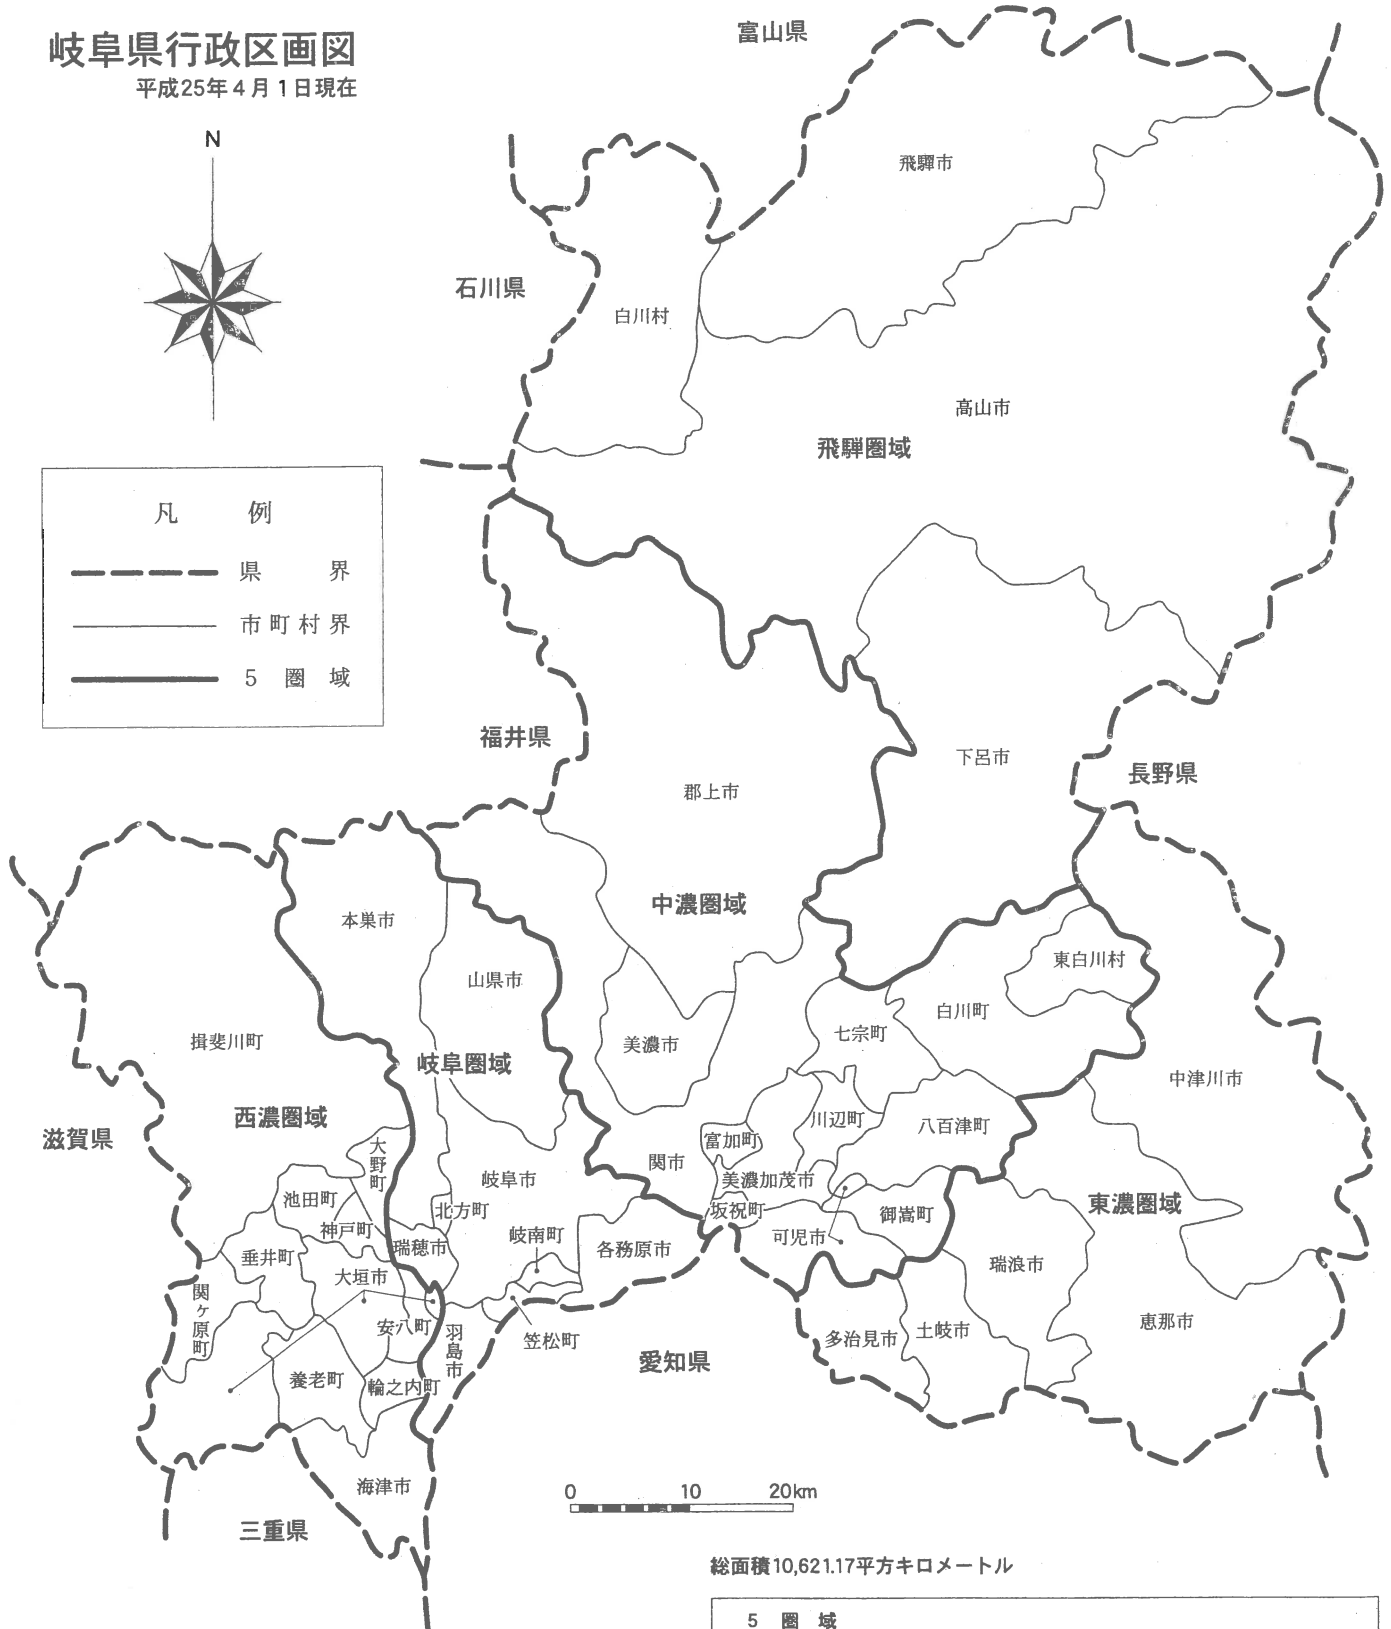 岐阜県行政区画図
平成25年4月1日現在
N
凡 例
県 界
市町村界
5 圏 域
富山県
飛驒市
石川県
白川村
高山市
飛騨圏域
福井県
下呂市
長野県
郡上市
中濃圏域
本巣市
山県市
東白川村
白川町
七宗町
揖斐川町
美濃市
岐阜圏域
中津川市
西濃圏域
滋賀県
大野町
富加町
川辺町
八百津町
関市
岐阜市
美濃加茂市
池田町
北方町
坂祝町
御嵩町
東濃圏域
神戸町
瑞穂市
岐南町
各務原市
可児市
垂井町
大垣市
瑞浪市
関ヶ原町
安八町
羽島市
笠松町
多治見市
土岐市
恵那市
愛知県
養老町
輪之内町
海津市
三重県
0 10 20km
総面積10,621.17平方キロメートル
5 圏 域